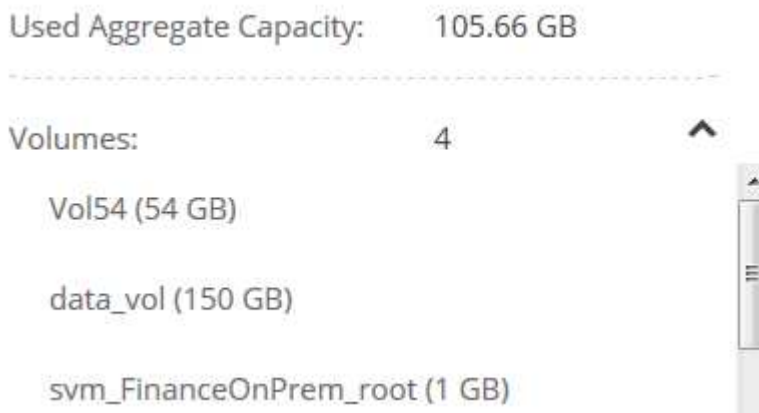 Used Aggregate Capacity: 105.66 GB
Volumes: 4
Vol54 (54 GB)
data_vol (150 GB)
svm_FinanceOnPrem_root (1 GB)